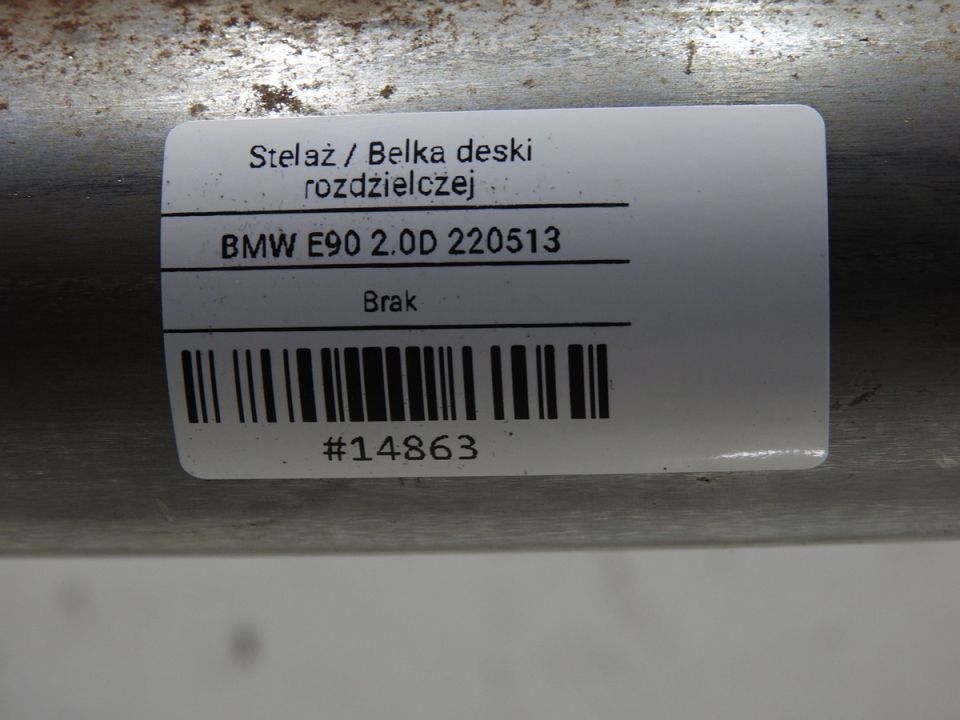 Stelaż / Belka deski
rozdzielczej
BMW E90 2.0D 220513
Brak
#14863